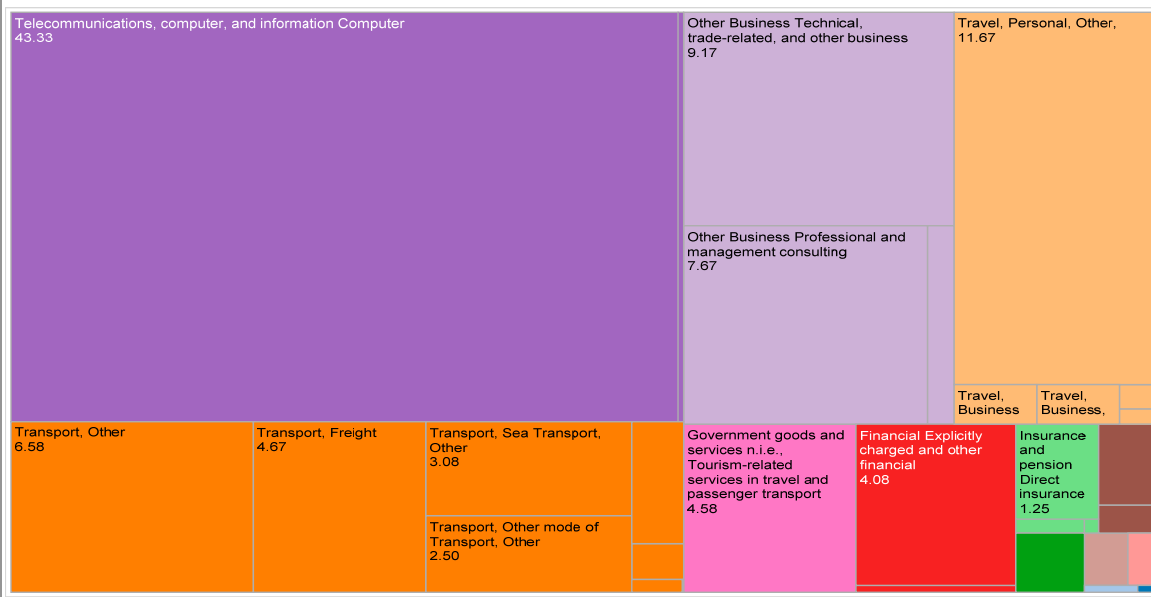 Telecommunications, computer, and information Computer
43.33
Other Business Technical,
trade-related, and other business
9.17
Travel, Personal, Other,
11.67
Other Business Professional and
management consulting
7.67
Travel,
Business
Travel,
Business,
Transport, Other
6.58
Transport, Freight
4.67
Transport, Sea Transport,
Other
3.08
Transport, Other mode of
Transport, Other
2.50
Government goods and
services n.i.e.,
Tourism-related
services in travel and
passenger transport
4.58
Financial Explicitly
charged and other
financial
4.08
Insurance
and
pension
Direct
insurance
1.25